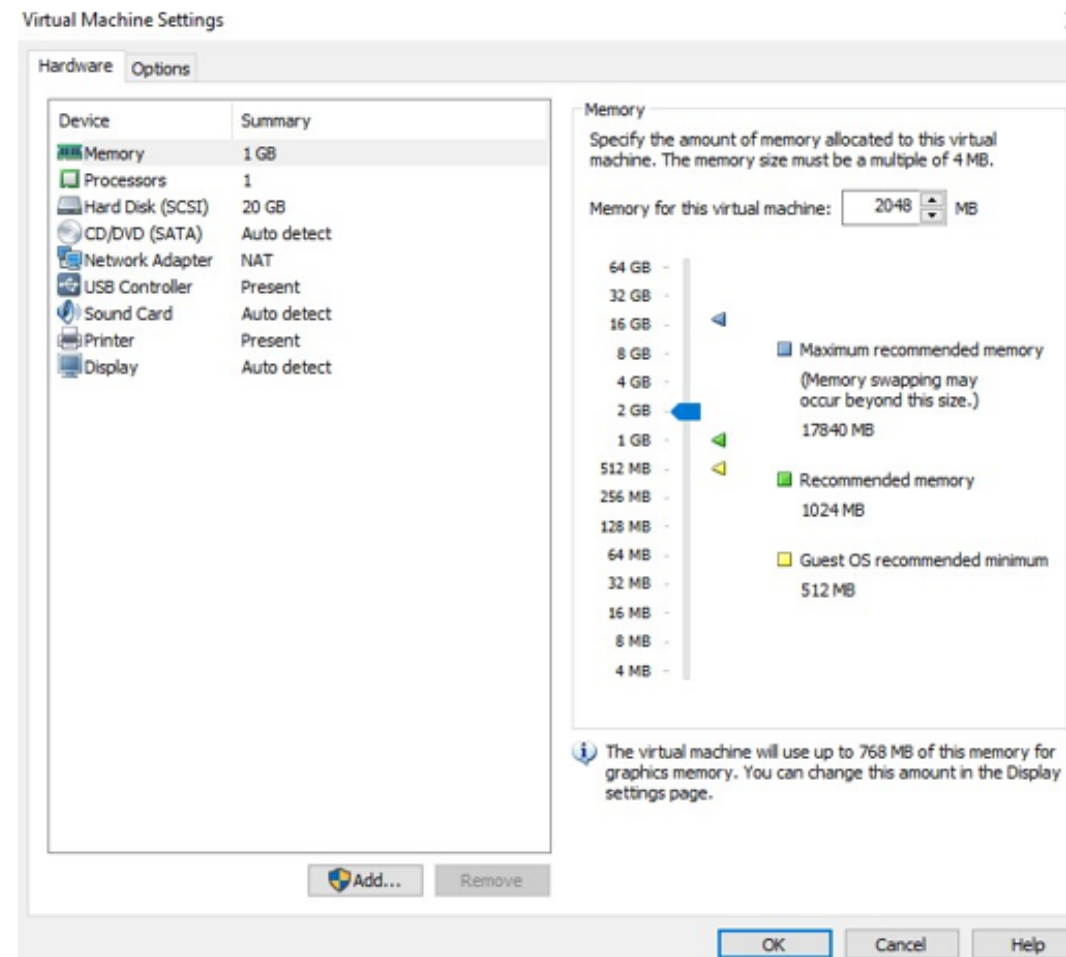 Virtual Machine Settings
Hardware Options
Device Summary
Memory 1 GB
Processors 1
Hard Disk (SCSI) 20 GB
CD/DVD (SATA) Auto detect
Network Adapter NAT
USB Controller Present
Sound Card Auto detect
Printer Present
Display Auto detect
Add... Remove
Memory
Specify the amount of memory allocated to this virtual
machine. The memory size must be a multiple of 4 MB.
Memory for this virtual machine: 2048 MB
64 GB
32 GB
16 GB
8 GB
4 GB
2 GB
1 GB
512 MB
256 MB
128 MB
64 MB
32 MB
16 MB
8 MB
4 MB
Maximum recommended memory
(Memory swapping may
occur beyond this size.)
17840 MB
Recommended memory
1024 MB
Guest OS recommended minimum
512 MB
The virtual machine will use up to 768 MB of this memory for
graphics memory. You can change this amount in the Display
settings page.
OK Cancel Help